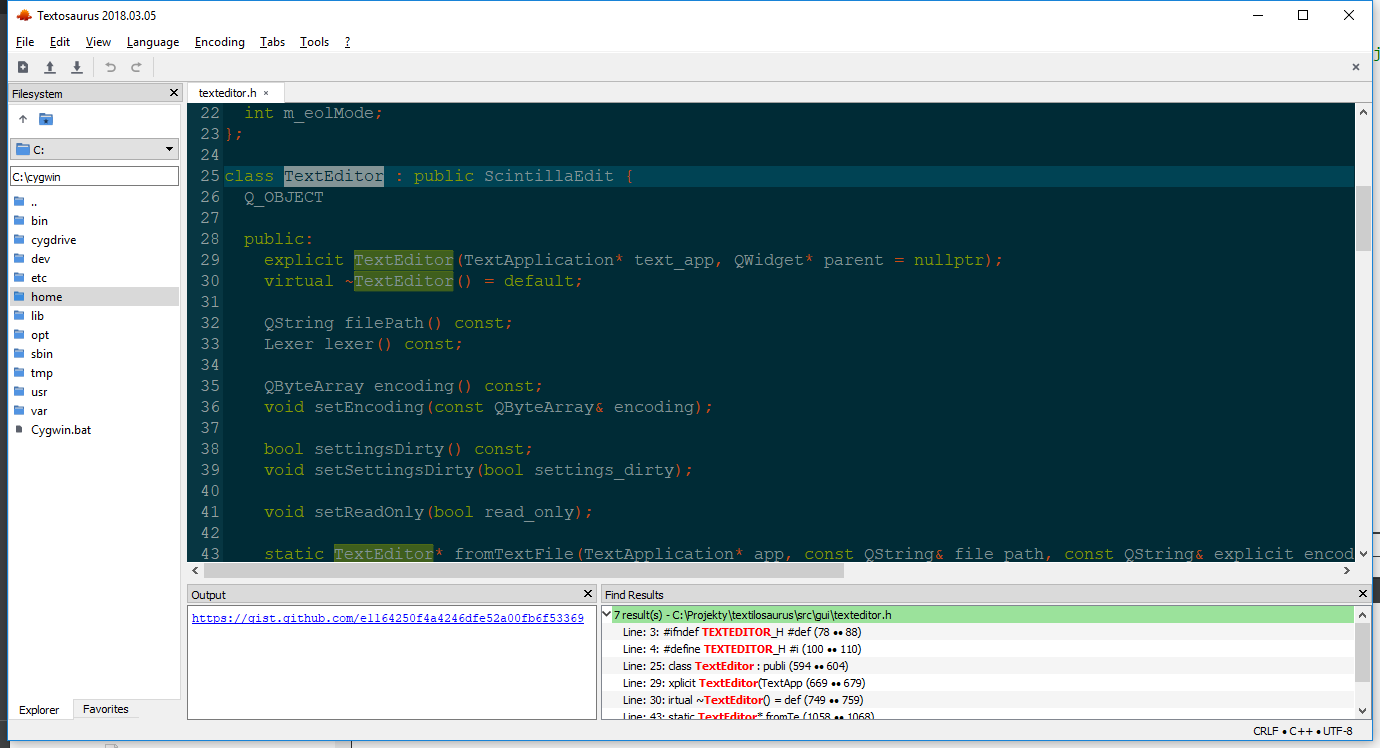 Textosaurus 2018.03.05
File Edit View Language Encoding Tabs Tools ?
Filesystem
C:
C:\cygwin
..
bin
cygdrive
dev
etc
home
lib
opt
sbin
tmp
usr
var
Cygwin.bat
Explorer Favorites
texteditor.h
22 int m_eolMode;
23 };
24
25 class TextEditor : public ScintillaEdit {
26 Q_OBJECT
27
28 public:
29 explicit TextEditor(TextApplication* text_app, QWidget* parent = nullptr);
30 virtual ~TextEditor() = default;
31
32 QString filePath() const;
33 Lexer lexer() const;
34
35 QByteArray encoding() const;
36 void setEncoding(const QByteArray& encoding);
37
38 bool settingsDirty() const;
39 void setSettingsDirty(bool settings_dirty);
40
41 void setReadOnly(bool read_only);
42
43 static TextEditor* fromTextFile(TextApplication* app, const QString& file_path, const QString& explicit_encod
Output
https://gist.github.com/e1164250f4a4246dfe52a00fb6f53369
Find Results
7 result(s) - C:\Projekty\textilosaurus\src\gui\texteditor.h
Line: 3: #ifndef TEXTEDITOR_H #def (78 •• 88)
Line: 4: #define TEXTEDITOR_H #i (100 •• 110)
Line: 25: class TextEditor : publi (594 •• 604)
Line: 29: xplicit TextEditor(TextApp (669 •• 679)
Line: 30: irtual ~TextEditor() = def (749 •• 759)
Line: 43: static TextEditor* fromTe (1058 •• 1068)
CRLF • C++ • UTF-8